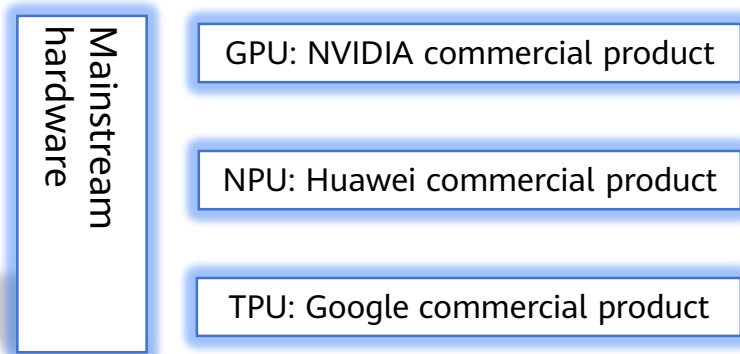 Mainstream
hardware
GPU: NVIDIA commercial product
NPU: Huawei commercial product
TPU: Google commercial product